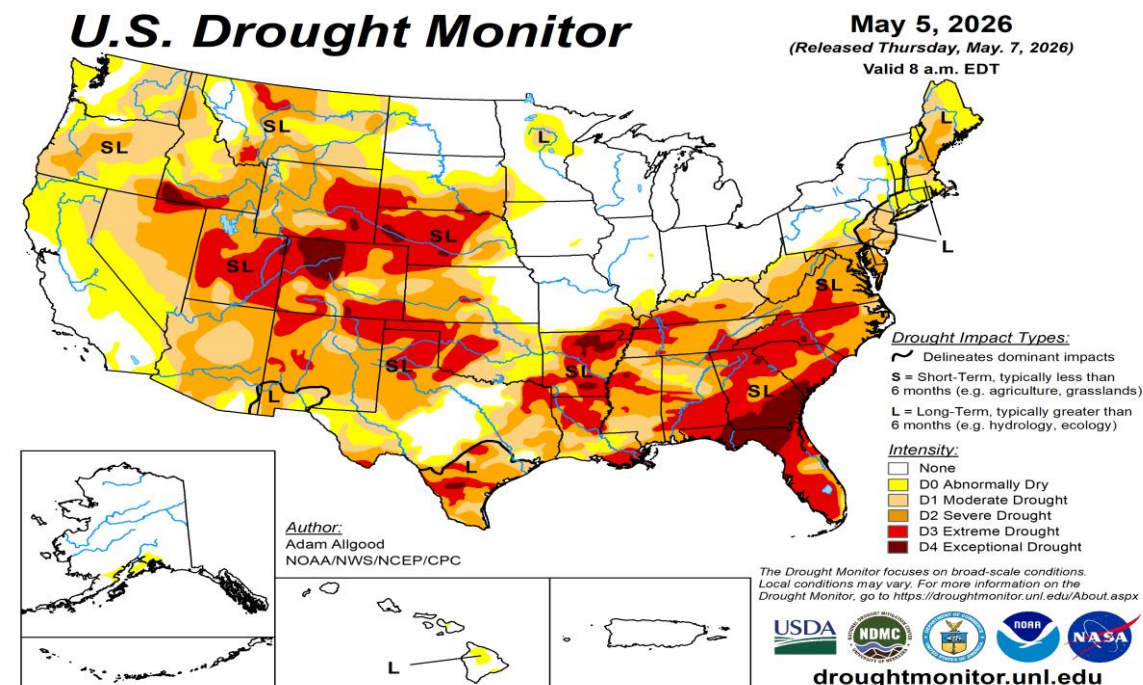 U.S. Drought Monitor
May 5, 2026
(Released Thursday, May. 7, 2026)
Valid 8 a.m. EDT
SL
SL
L
L
SL
SL
L
SL
SL
SL
SL
L
L
Drought Impact Types:
Delineates dominant impacts
S = Short-Term, typically less than
6 months (e.g. agriculture, grasslands)
L = Long-Term, typically greater than
6 months (e.g. hydrology, ecology)
Intensity:
None
D0 Abnormally Dry
D1 Moderate Drought
D2 Severe Drought
D3 Extreme Drought
D4 Exceptional Drought
Author:
Adam Allgood
NOAA/NWS/NCEP/CPC
L
The Drought Monitor focuses on broad-scale conditions.
Local conditions may vary. For more information on the
Drought Monitor, go to https://droughtmonitor.unl.edu/About.aspx
USDA
NDMC
NOAA
NASA
droughtmonitor.unl.edu